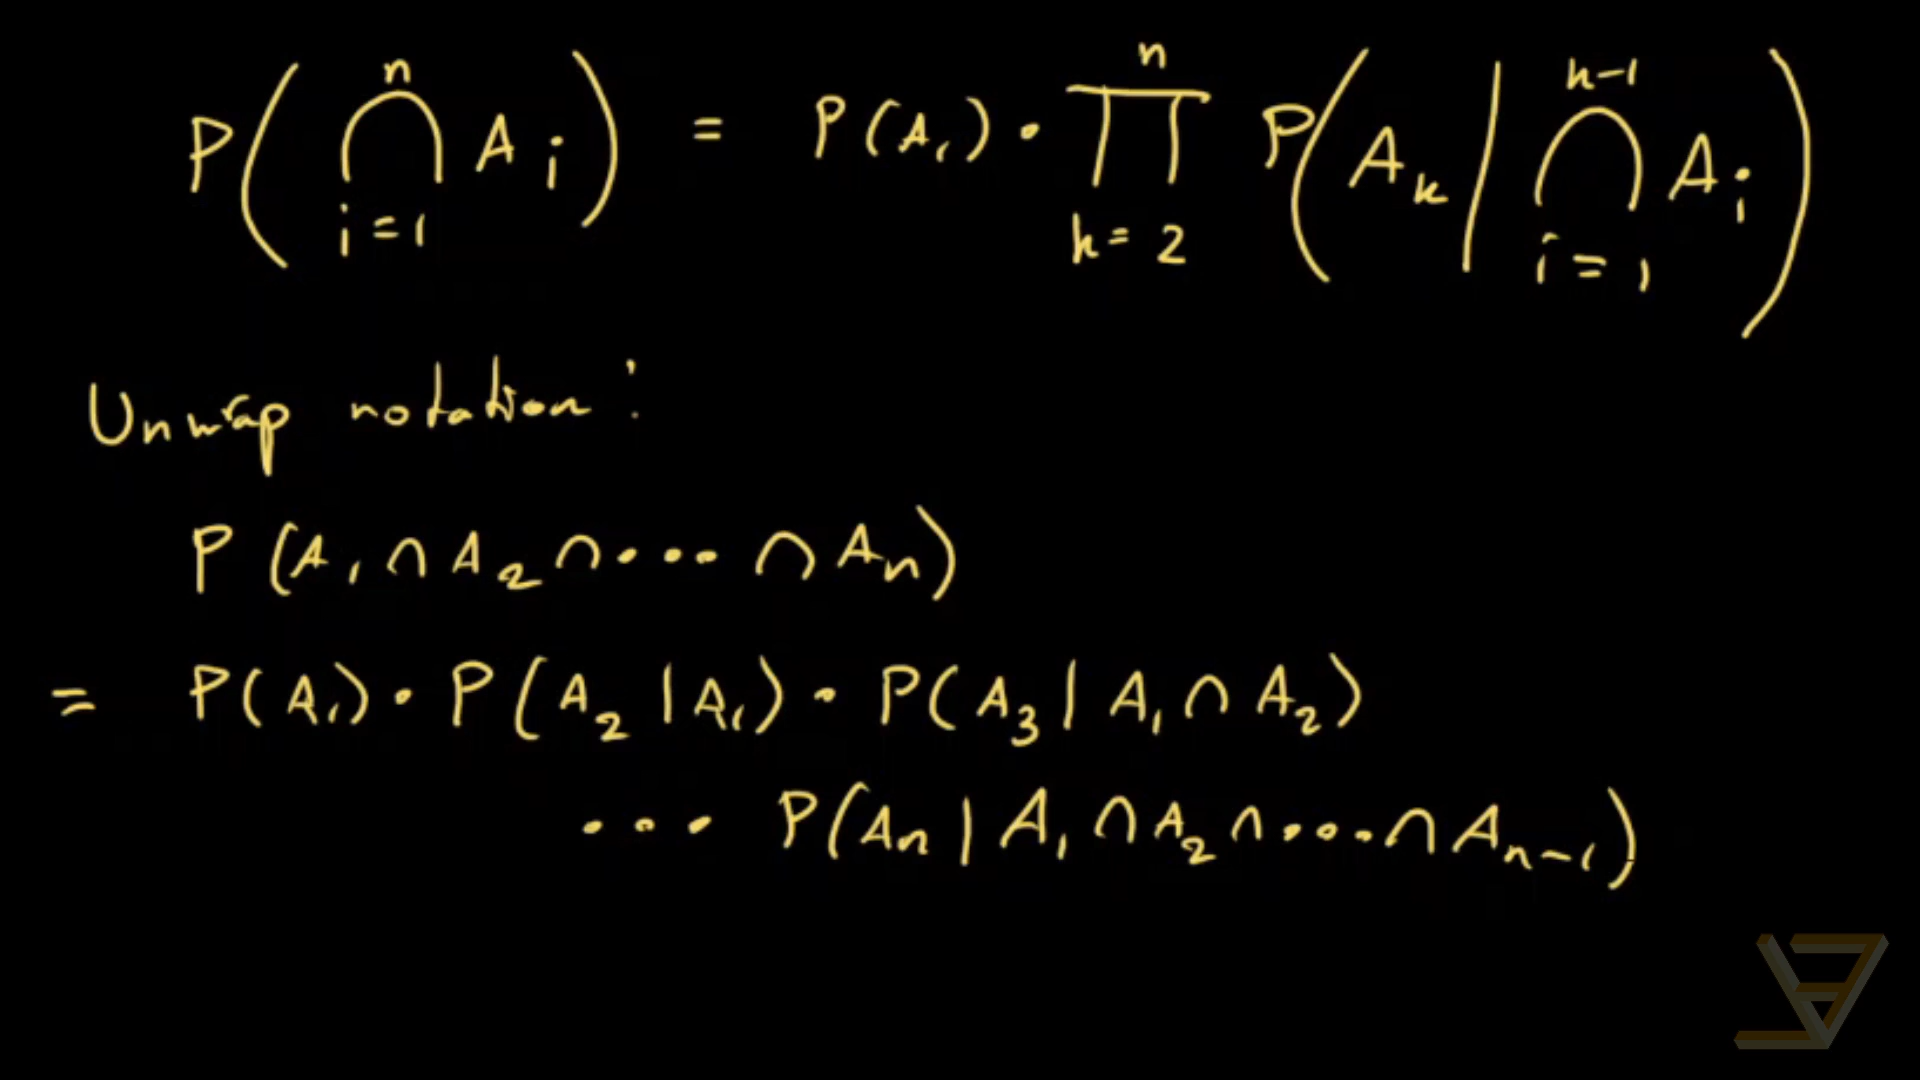 P(⋂_{i=1}^{n} A_i) = P(A_1) · ∏_{k=2}^{n} P(A_k | ⋂_{i=1}^{k-1} A_i)
Unwrap notation:
P(A_1 ∩ A_2 ∩ ··· ∩ A_n)
= P(A_1) · P(A_2 | A_1) · P(A_3 | A_1 ∩ A_2)
··· P(A_n | A_1 ∩ A_2 ∩ ··· ∩ A_{n-1})